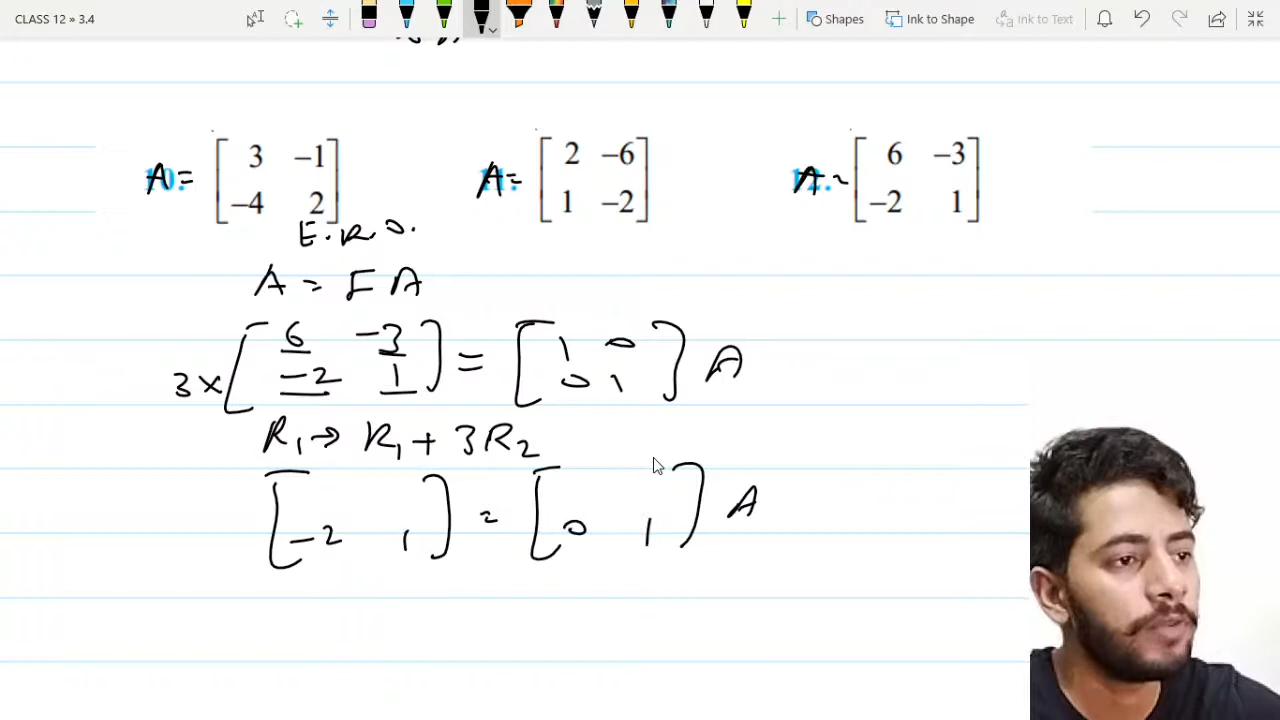 CLASS 12 » 3.4
Shapes Ink to Shape Ink to Text
A = [ 3 −1 A = [ 2 −6 A ~ [ 6 −3
−4 2 ] 1 −2 ] −2 1 ]
E.R.O.
A = I A
3 × [ 6 −3 = [ 1 0
−2 1 ] 0 1 ] A
R₁ → R₁ + 3R₂
[ = [
−2 1 ] 0 1 ] A